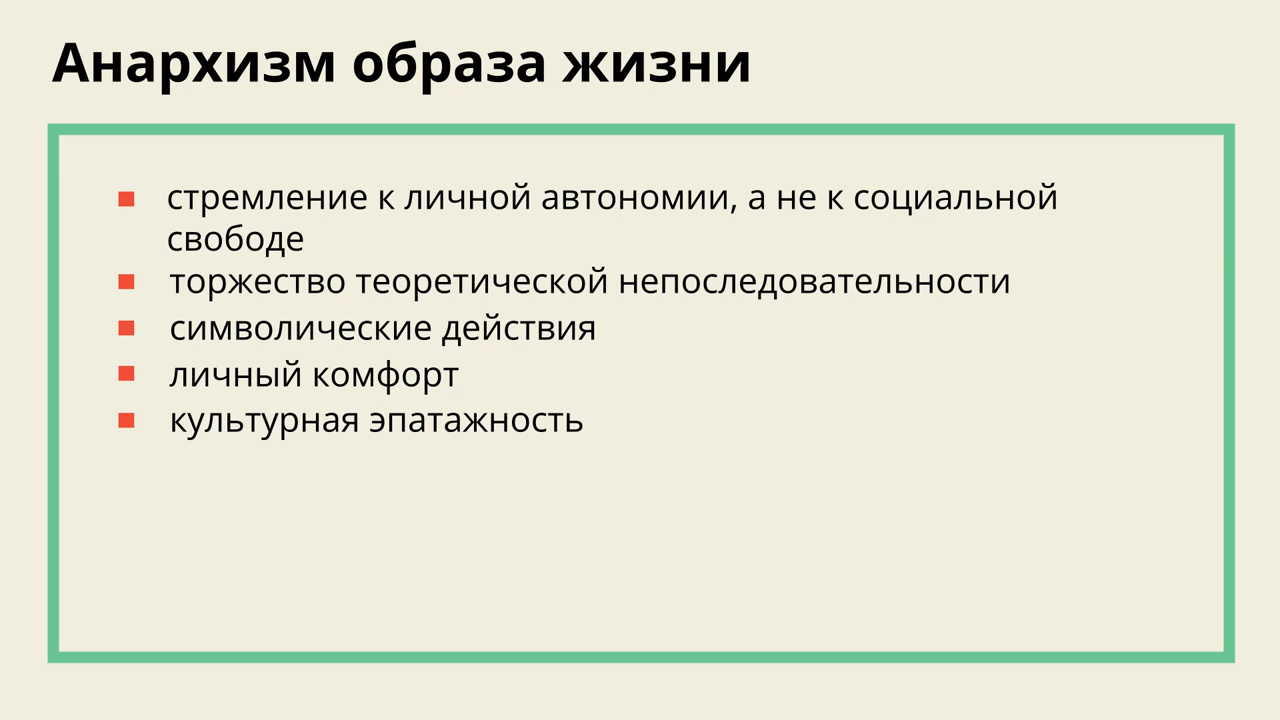 Анархизм образа жизни
стремление к личной автономии, а не к социальной
свободе
торжество теоретической непоследовательности
символические действия
личный комфорт
культурная эпатажность